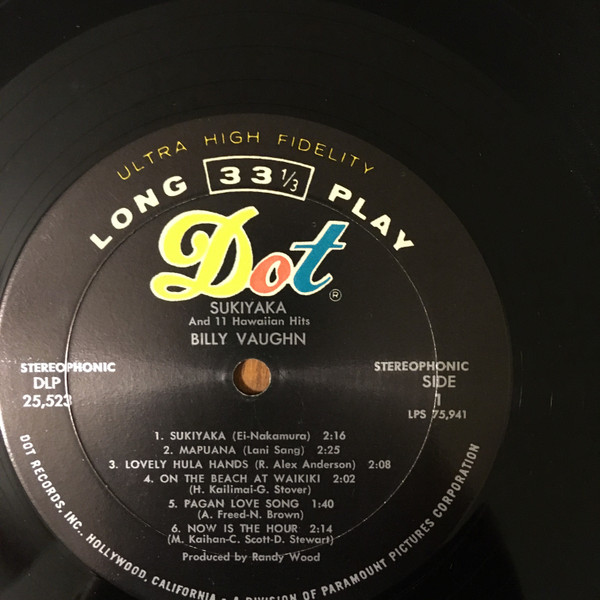 ULTRA HIGH FIDELITY
LONG 33 1/3 PLAY
Dot®
SUKIYAKA
And 11 Hawaiian Hits
BILLY VAUGHN
STEREOPHONIC
DLP
25,523
STEREOPHONIC
SIDE
1
LPS 75,941
1. SUKIYAKA (Ei-Nakamura) 2:16
2. MAPUANA (Lani Sang) 2:25
3. LOVELY HULA HANDS (R. Alex Anderson) 2:08
4. ON THE BEACH AT WAIKIKI 2:02
(H. Kailimai-G. Stover)
5. PAGAN LOVE SONG 1:40
(A. Freed-N. Brown)
6. NOW IS THE HOUR 2:14
(M. Kaihan-C. Scott-D. Stewart)
Produced by Randy Wood
DOT RECORDS, INC., HOLLYWOOD, CALIFORNIA • A DIVISION OF PARAMOUNT PICTURES CORPORATION